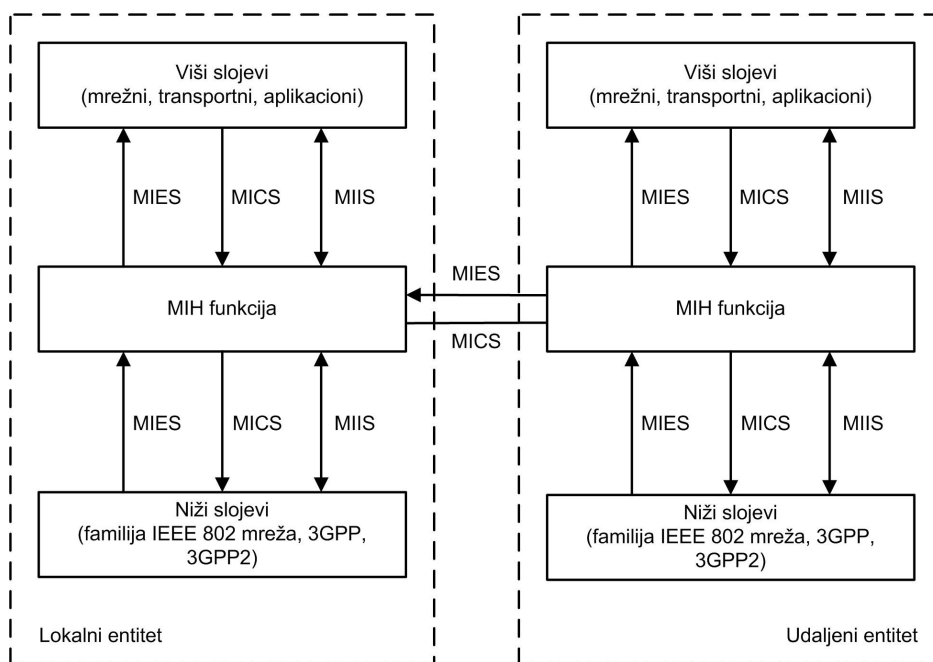 Viši slojevi
(mrežni, transportni, aplikacioni)
MIES
MICS
MIIS
MIH funkcija
MIES
MICS
MIIS
Niži slojevi
(familija IEEE 802 mreža, 3GPP,
3GPP2)
Lokalni entitet
MIES
MICS
Viši slojevi
(mrežni, transportni, aplikacioni)
MIES
MICS
MIIS
MIH funkcija
MIES
MICS
MIIS
Niži slojevi
(familija IEEE 802 mreža, 3GPP,
3GPP2)
Udaljeni entitet